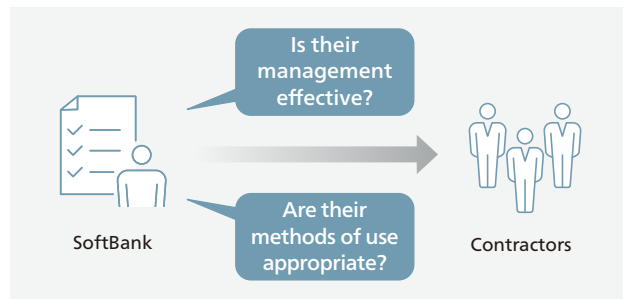 Is their
management
effective?
SoftBank
Are their
methods of use
appropriate?
Contractors